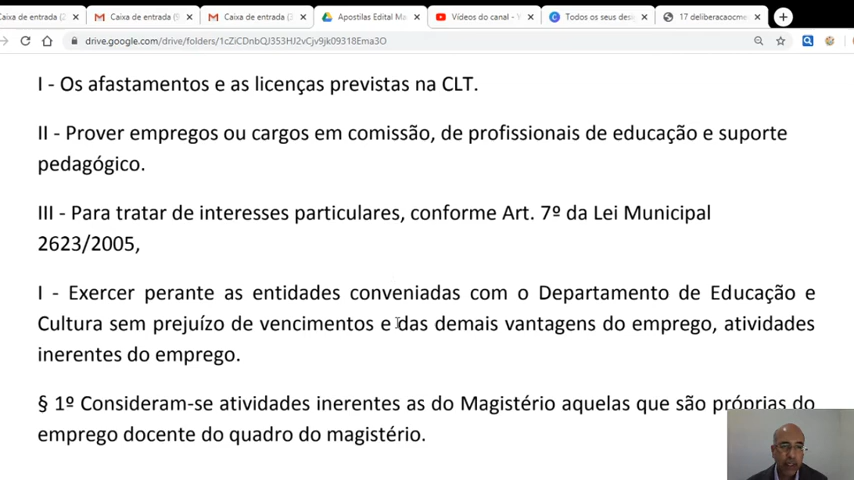 Caixa de entrada (2
Caixa de entrada (
Caixa de entrada (
Apostilas Edital Ma
Vídeos do canal - Y
Todos os seus des
17 deliberacaocme
drive.google.com/drive/folders/1cZiCDnbQJ353HJ2vCjv9jk09318Ema3O
I - Os afastamentos e as licenças previstas na CLT.
II - Prover empregos ou cargos em comissão, de profissionais de educação e suporte
pedagógico.
III - Para tratar de interesses particulares, conforme Art. 7º da Lei Municipal
2623/2005,
I - Exercer perante as entidades conveniadas com o Departamento de Educação e
Cultura sem prejuízo de vencimentos e das demais vantagens do emprego, atividades
inerentes do emprego.
§ 1º Consideram-se atividades inerentes as do Magistério aquelas que são próprias do
emprego docente do quadro do magistério.